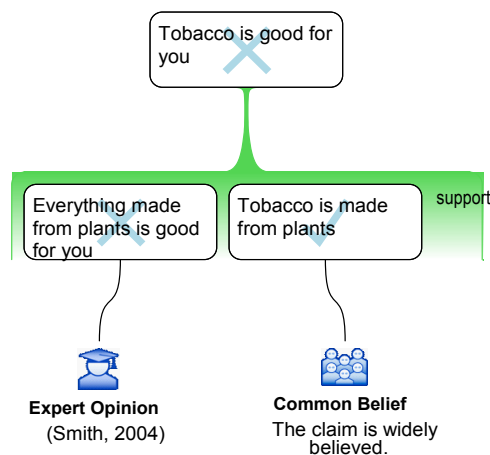 Tobacco is good for
you
Everything made
from plants is good
for you
Tobacco is made
from plants
support
Expert Opinion
(Smith, 2004)
Common Belief
The claim is widely
believed.